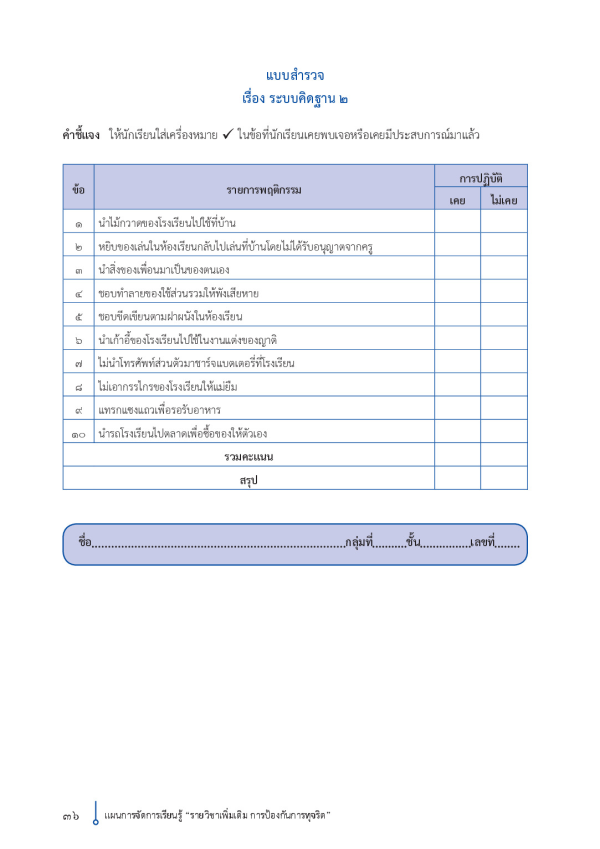 แบบสำรวจ
เรื่อง ระบบคิดฐาน ๒
คำชี้แจง ให้นักเรียนใส่เครื่องหมาย ✓ ในข้อที่นักเรียนเคยพบเจอหรือเคยมีประสบการณ์มาแล้ว
ข้อ รายการพฤติกรรม การปฏิบัติ
เคย ไม่เคย
๑ นำไม้กวาดของโรงเรียนไปใช้ที่บ้าน
๒ หยิบของเล่นในห้องเรียนกลับไปเล่นที่บ้านโดยไม่ได้รับอนุญาตจากครู
๓ นำสิ่งของเพื่อนมาเป็นของตนเอง
๔ ชอบทำลายของใช้ส่วนรวมให้พังเสียหาย
๕ ชอบขีดเขียนตามฝาผนังในห้องเรียน
๖ นำเก้าอี้ของโรงเรียนไปใช้ในงานแต่งของญาติ
๗ ไม่นำโทรศัพท์ส่วนตัวมาชาร์จแบตเตอรี่ที่โรงเรียน
๘ ไม่เอากรรไกรของโรงเรียนให้แม่ยืม
๙ แทรกแซงแถวเพื่อรอรับอาหาร
๑๐ นำรถโรงเรียนไปตลาดเพื่อซื้อของให้ตัวเอง
รวมคะแนน
สรุป
ชื่อ................................................................................กลุ่มที่...........ชั้น................เลขที่........
๓๖ แผนการจัดการเรียนรู้ “รายวิชาเพิ่มเติม การป้องกันการทุจริต”